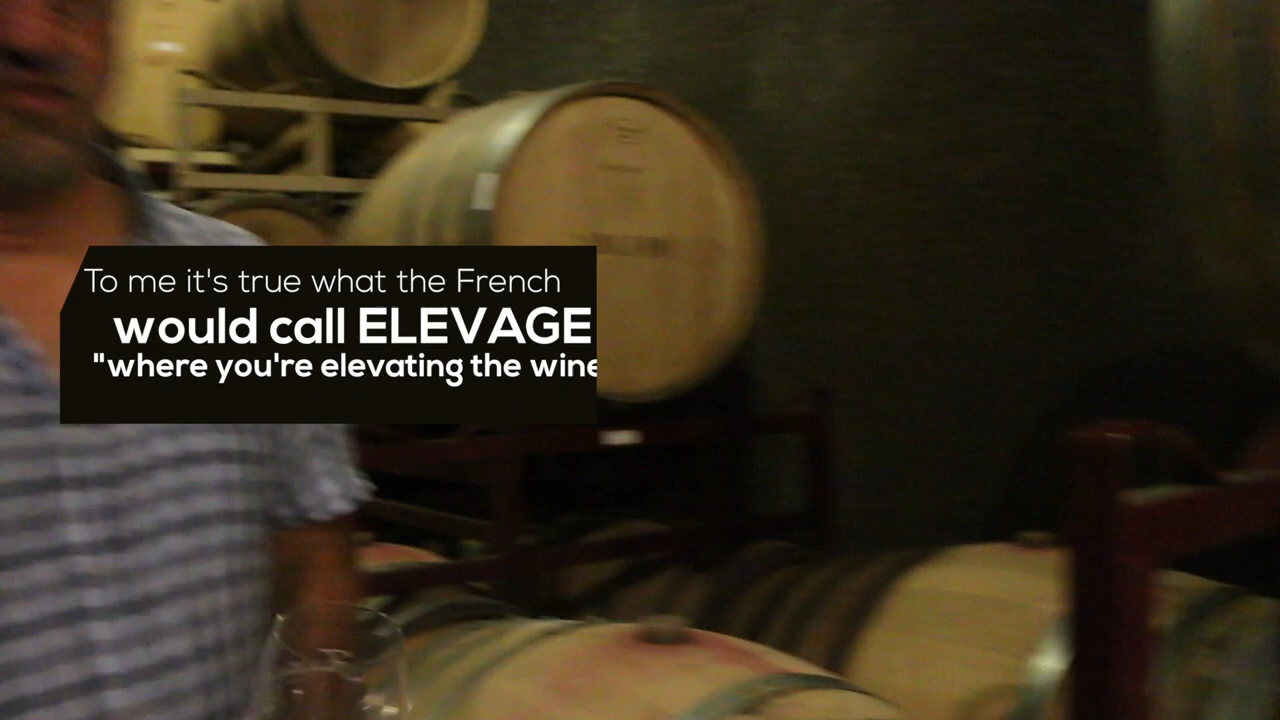 To me it's true what the French
would call ELEVAGE
"where you're elevating the wine